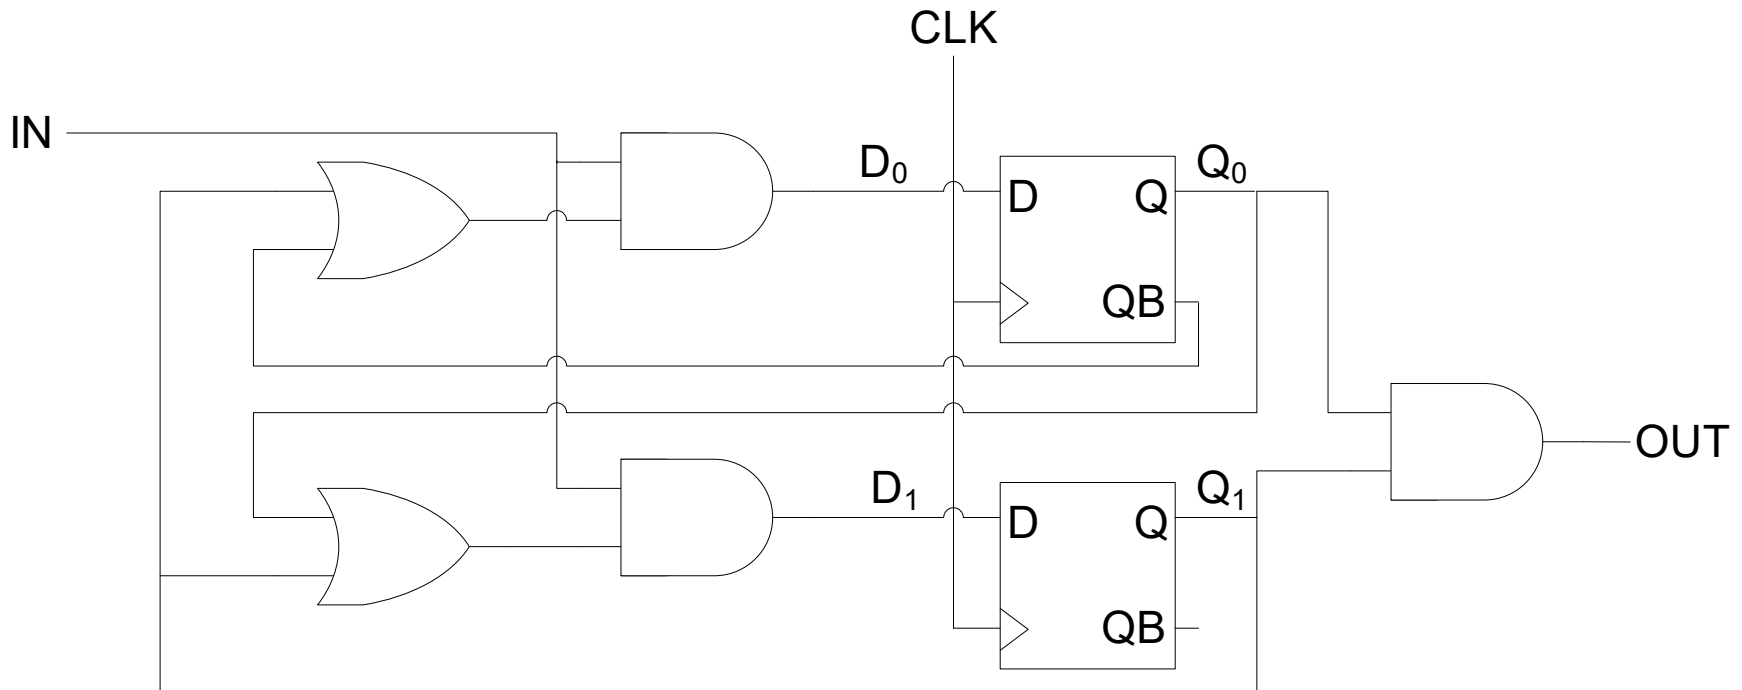 CLK
IN
D₀
Q₀
D Q
QB
OUT
D₁
Q₁
D Q
QB